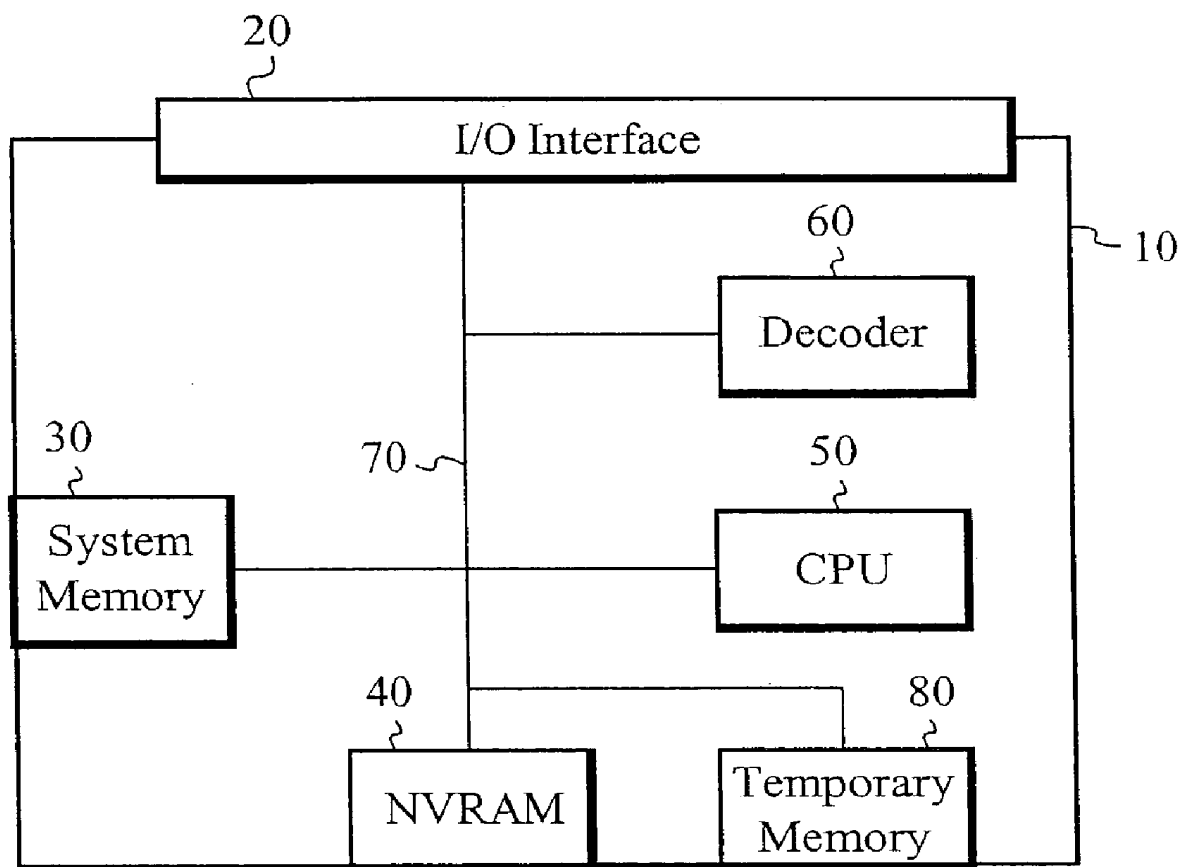 20
I/O Interface
60
10
Decoder
30
70
50
System
Memory
CPU
40
80
NVRAM
Temporary
Memory